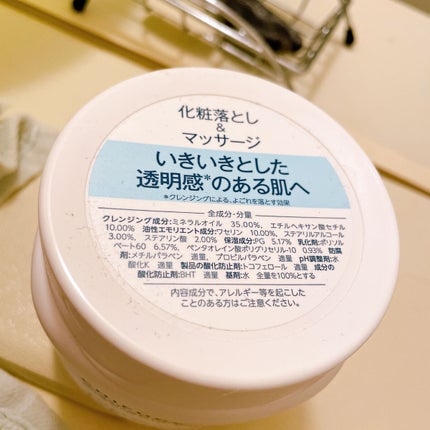 化粧落とし
&
マッサージ
いきいきとした
透明感*のある肌へ
*クレンジングによる、よごれを落とす効果
全成分・分量
クレンジング成分:ミネラルオイル 35.00%、エチルヘキサン酸セチル
10.00% 油性エモリエント成分:ワセリン 10.00%、ステアリルアルコール
3.00%、ステアリン酸 2.00% 保湿成分:PG 5.17% 乳化剤:ポリソル
ベート60 6.57%、ペンタオレイン酸ポリグリセリル-10 0.93% 防腐
剤:メチルパラベン 適量、プロピルパラベン 適量 pH調整剤:水
酸化K 適量 製品の酸化防止剤:トコフェロール 適量 成分の
酸化防止剤:BHT 適量 基剤:水 全量を100%とする
内容成分で、アレルギー等を起こした
ことのある方はご注意ください。